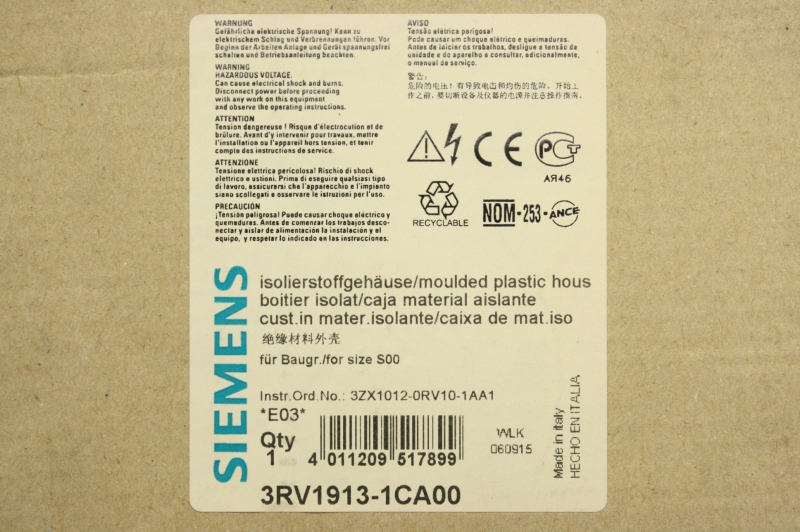 WARNUNG
Gefährliche elektrische Spannung! Kann zu
elektrischem Schlag und Verbrennungen führen. Vor
Beginn der Arbeiten Anlage und Gerät spannungsfrei
schalten und Betriebsanleitung beachten.
WARNING
HAZARDOUS VOLTAGE.
Can cause electrical shock and burns.
Disconnect power before proceeding
with any work on this equipment
and observe the operating instructions.
ATTENTION
Tension dangereuse ! Risque d'électrocution et de
brûlure. Avant d'y intervenir pour travaux, mettre
l'installation ou l'appareil hors tension, et tenir
compte des instructions de service.
ATTENZIONE
Tensione elettrica pericolosa! Rischio di shock
elettrico e ustioni. Prima di eseguire qualsiasi tipo
di lavoro, assicurarsi che l'apparecchio e l'impianto
siano scollegati e osservare le istruzioni per l'uso.
PRECAUCIÓN
¡Tensión paligrosa! Puede causar choque eléctrico y
quemaduras. Antes de comenzar los trabajos desco-
nectar y aislar de alimentación la instalación y el
equipo, y respetar lo indicado en las instrucciones.
AVISO
Tensão elétrica perigosa!
Pode causar um choque elétrico e queimaduras.
Antes de iniciar os trabalhos, desligue a tensão da
unidade e do aparelho e consultar, adicionalmente,
o manual de serviço.
警告:
危险的电压!有导致电击和灼伤的危险。开始工
作之前,要切断设备及仪器的电源并注意操作指南。
CE
PCT
АЯ46
RECYCLABLE
NOM-253-ANCE
SIEMENS
isolierstoffgehäuse/moulded plastic hous
boitier isolat/caja material aislante
cust.in mater.isolante/caixa de mat.iso
绝缘材料外壳
für Baugr./for size S00
Instr.Ord.No.: 3ZX1012-0RV10-1AA1
*E03*
Qty
1
4 011209 517899
WLK
060915
Made in Italy
HECHO EN ITALIA
3RV1913-1CA00